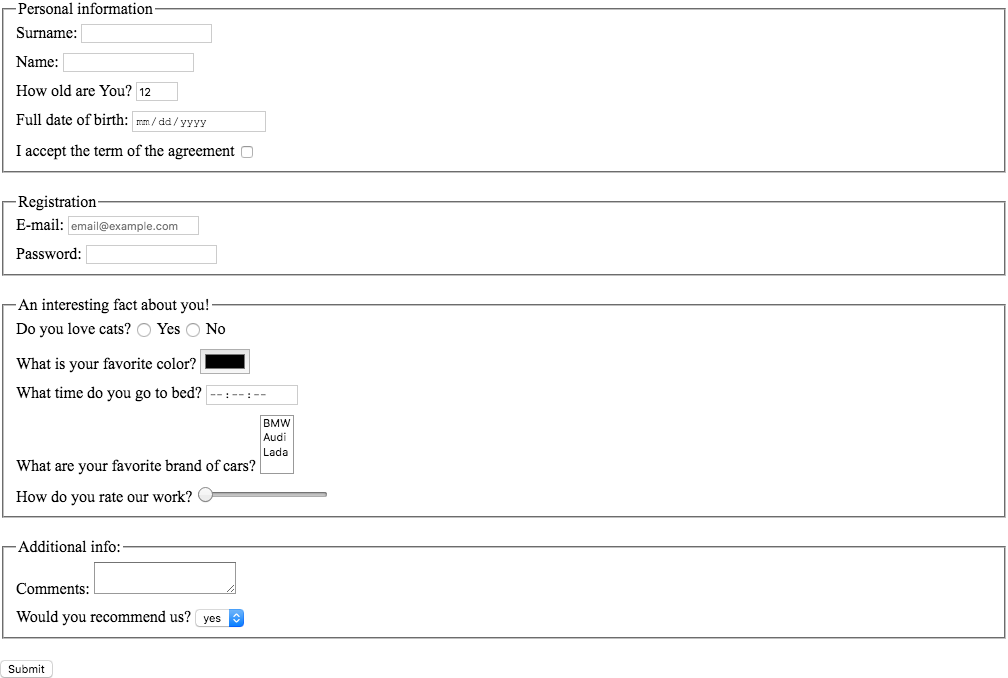 Personal information
Surname:
Name:
How old are You? 12
Full date of birth: mm/dd/yyyy
I accept the term of the agreement
Registration
E-mail: email@example.com
Password:
An interesting fact about you!
Do you love cats? Yes No
What is your favorite color?
What time do you go to bed? --:--:--
BMW
Audi
Lada
What are your favorite brand of cars?
How do you rate our work?
Additional info:
Comments:
Would you recommend us? yes
Submit